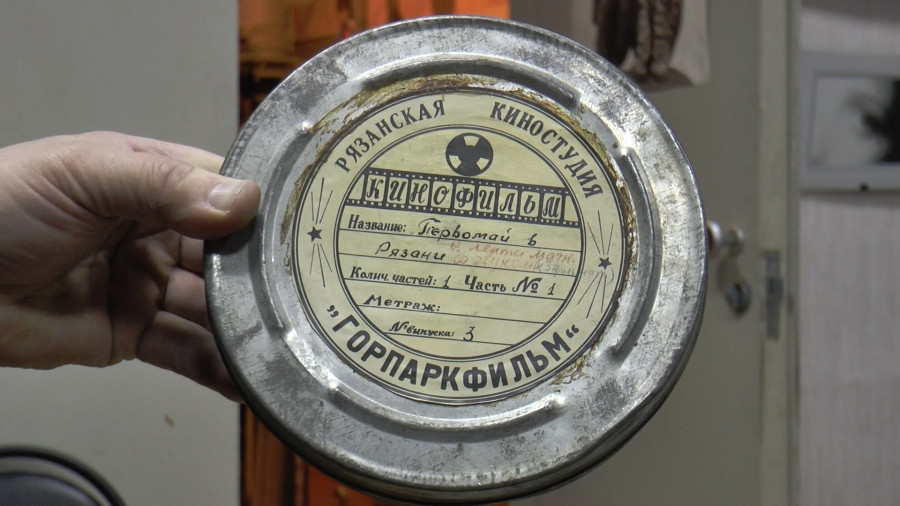 РЯЗАНСКАЯ КИНОСТУДИЯ
КИНОФИЛЬМ
Название: Первомай в
Рязани
Колич. частей: 1 Часть № 1
Метраж:
№ выпуска: 3
„ГОРПАРКФИЛЬМ“